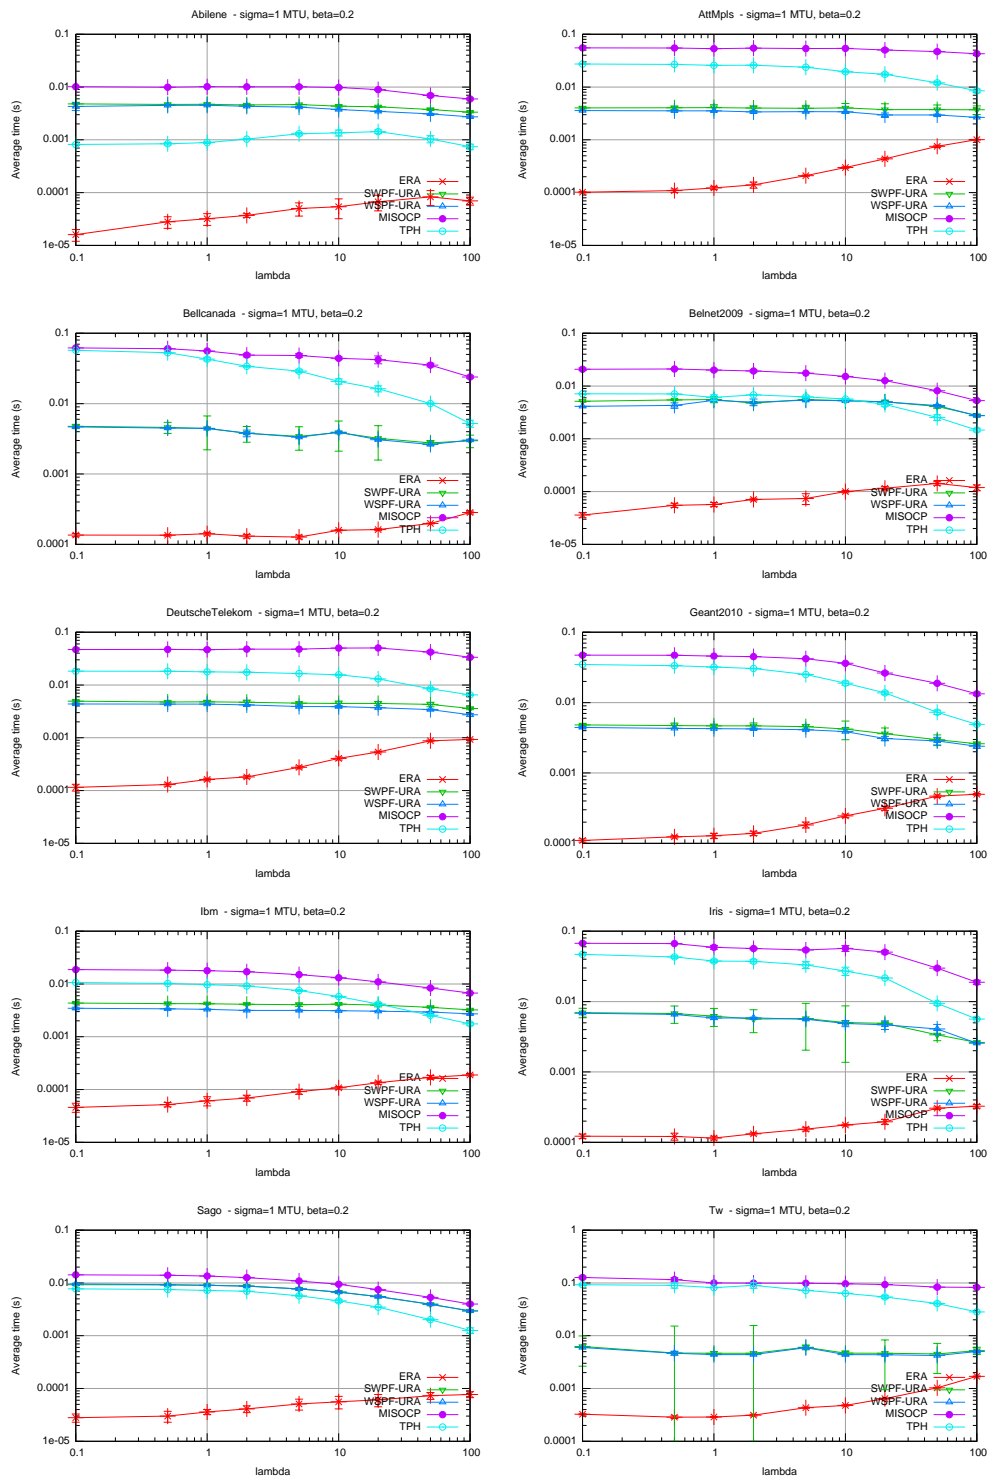 Abilene - sigma=1 MTU, beta=0.2
0.1
0.01
0.001
0.0001
1e-05
Average time (s)
ERA
SWPF-URA
WSPF-URA
MISOCP
TPH
0.1 1 10 100
lambda
AttMpls - sigma=1 MTU, beta=0.2
0.1
0.01
0.001
0.0001
1e-05
Average time (s)
ERA
SWPF-URA
WSPF-URA
MISOCP
TPH
0.1 1 10 100
lambda
Bellcanada - sigma=1 MTU, beta=0.2
0.1
0.01
0.001
0.0001
Average time (s)
ERA
SWPF-URA
WSPF-URA
MISOCP
TPH
0.1 1 10 100
lambda
Belnet2009 - sigma=1 MTU, beta=0.2
0.1
0.01
0.001
0.0001
1e-05
Average time (s)
ERA
SWPF-URA
WSPF-URA
MISOCP
TPH
0.1 1 10 100
lambda
DeutscheTelekom - sigma=1 MTU, beta=0.2
0.1
0.01
0.001
0.0001
1e-05
Average time (s)
ERA
SWPF-URA
WSPF-URA
MISOCP
TPH
0.1 1 10 100
lambda
Geant2010 - sigma=1 MTU, beta=0.2
0.1
0.01
0.001
0.0001
Average time (s)
ERA
SWPF-URA
WSPF-URA
MISOCP
TPH
0.1 1 10 100
lambda
Ibm - sigma=1 MTU, beta=0.2
0.1
0.01
0.001
0.0001
1e-05
Average time (s)
ERA
SWPF-URA
WSPF-URA
MISOCP
TPH
0.1 1 10 100
lambda
Iris - sigma=1 MTU, beta=0.2
0.1
0.01
0.001
0.0001
Average time (s)
ERA
SWPF-URA
WSPF-URA
MISOCP
TPH
0.1 1 10 100
lambda
Sago - sigma=1 MTU, beta=0.2
0.1
0.01
0.001
0.0001
1e-05
Average time (s)
ERA
SWPF-URA
WSPF-URA
MISOCP
TPH
0.1 1 10 100
lambda
Tw - sigma=1 MTU, beta=0.2
1
0.1
0.01
0.001
0.0001
Average time (s)
ERA
SWPF-URA
WSPF-URA
MISOCP
TPH
0.1 1 10 100
lambda